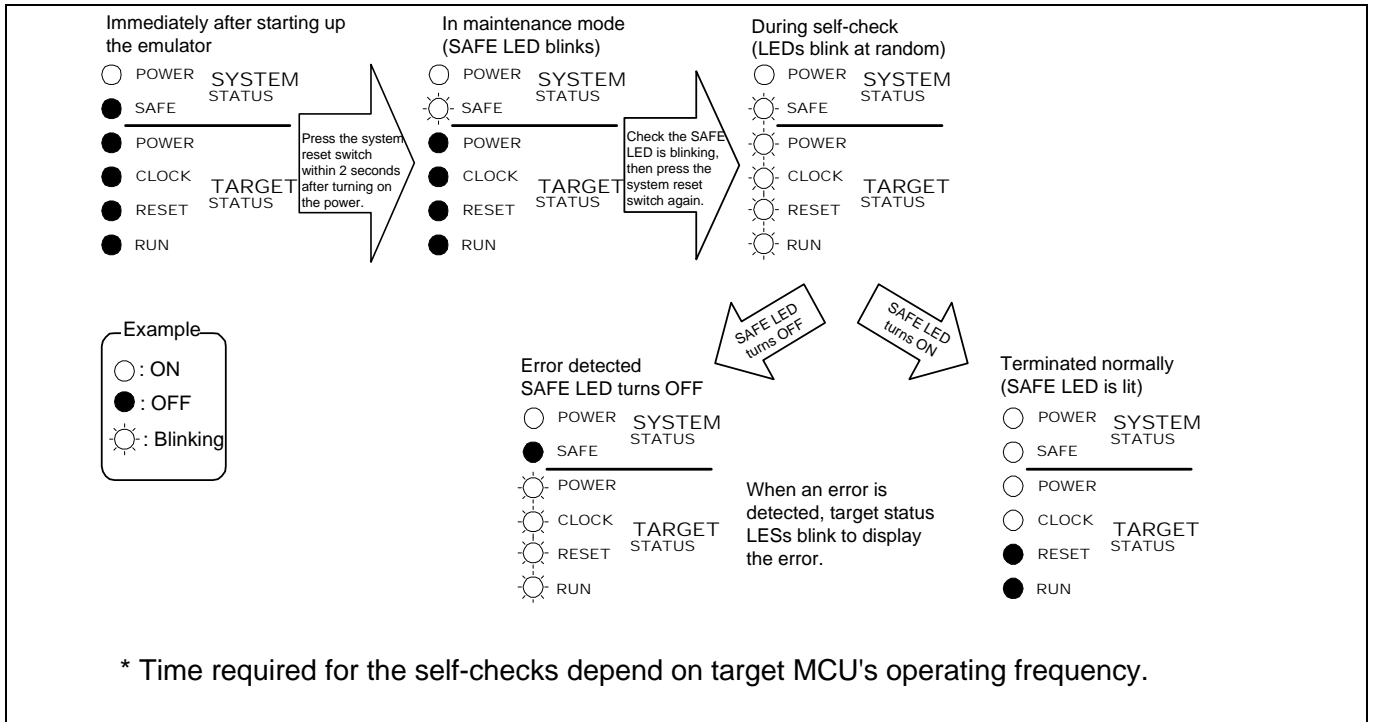 Immediately after starting up
the emulator
POWER SYSTEM
STATUS
SAFE
POWER
CLOCK
TARGET
STATUS
RESET
RUN
Press the system
reset switch
within 2 seconds
after turning on
the power.
In maintenance mode
(SAFE LED blinks)
POWER SYSTEM
STATUS
SAFE
POWER
CLOCK
TARGET
STATUS
RESET
RUN
Check the SAFE
LED is blinking,
then press the
system reset
switch again.
During self-check
(LEDs blink at random)
POWER SYSTEM
STATUS
SAFE
POWER
CLOCK
TARGET
STATUS
RESET
RUN
SAFE LED
turns OFF
SAFE LED
turns ON
Example
: ON
: OFF
: Blinking
Error detected
SAFE LED turns OFF
POWER SYSTEM
STATUS
SAFE
POWER
CLOCK
TARGET
STATUS
RESET
RUN
When an error is
detected, target status
LESs blink to display
the error.
Terminated normally
(SAFE LED is lit)
POWER SYSTEM
STATUS
SAFE
POWER
CLOCK
TARGET
STATUS
RESET
RUN
* Time required for the self-checks depend on target MCU's operating frequency.